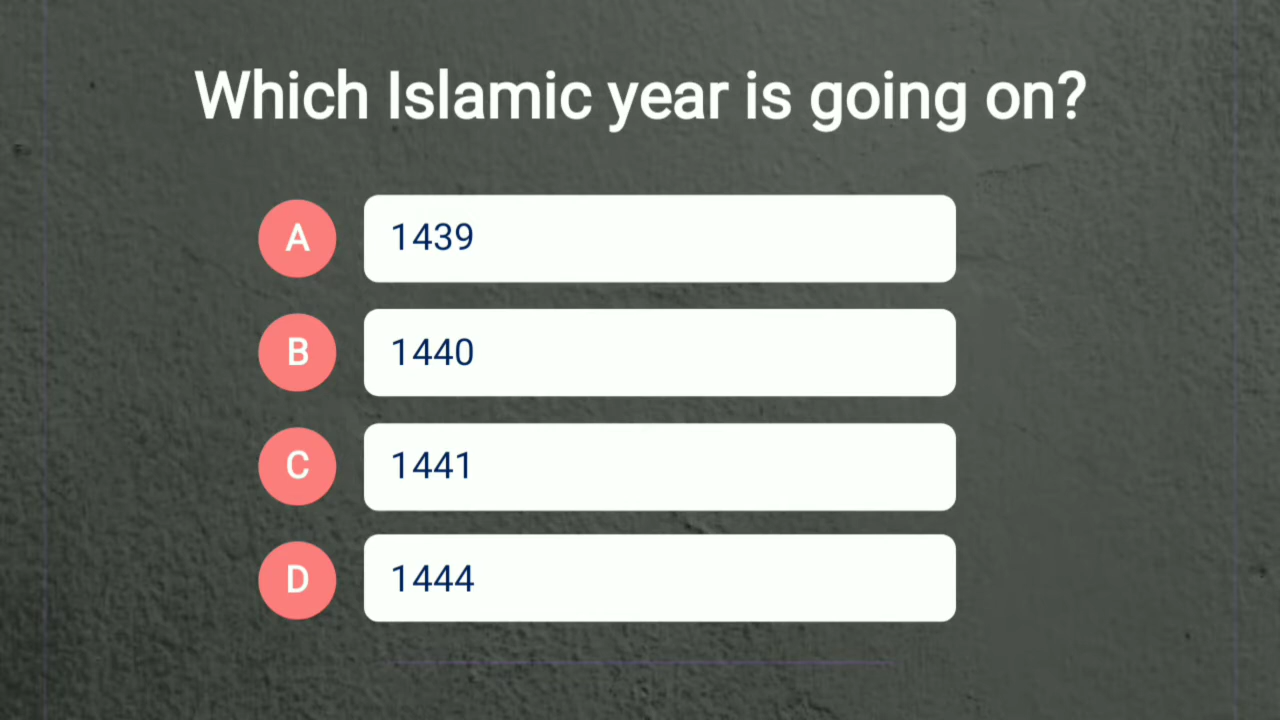 Which Islamic year is going on?
A 1439
B 1440
C 1441
D 1444